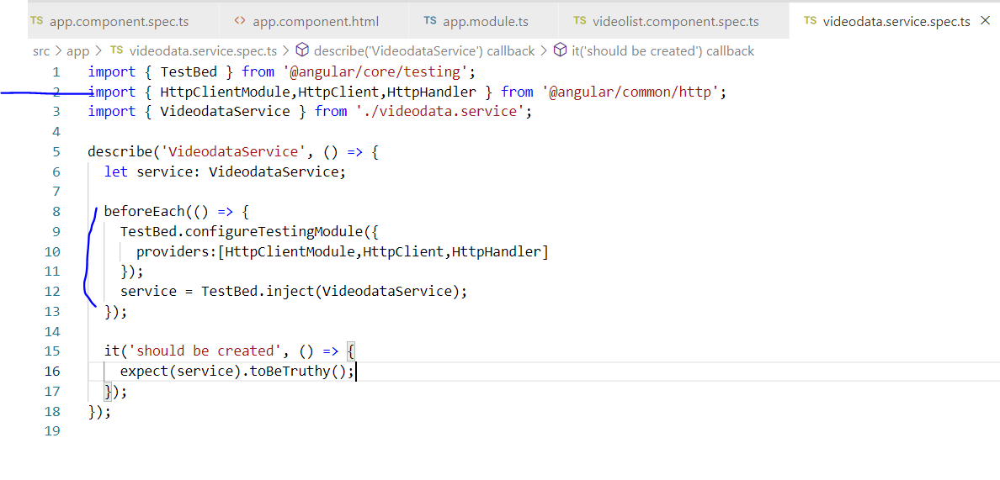 TS app.component.spec.ts <> app.component.html TS app.module.ts TS videolist.component.spec.ts TS videodata.service.spec.ts ×
src > app > TS videodata.service.spec.ts > describe('VideodataService') callback > it('should be created') callback
1 import { TestBed } from '@angular/core/testing';
2 import { HttpClientModule,HttpClient,HttpHandler } from '@angular/common/http';
3 import { VideodataService } from './videodata.service';
4
5 describe('VideodataService', () => {
6 let service: VideodataService;
7
8 beforeEach(() => {
9 TestBed.configureTestingModule({
10 providers:[HttpClientModule,HttpClient,HttpHandler]
11 });
12 service = TestBed.inject(VideodataService);
13 });
14
15 it('should be created', () => {
16 expect(service).toBeTruthy();
17 });
18 });
19